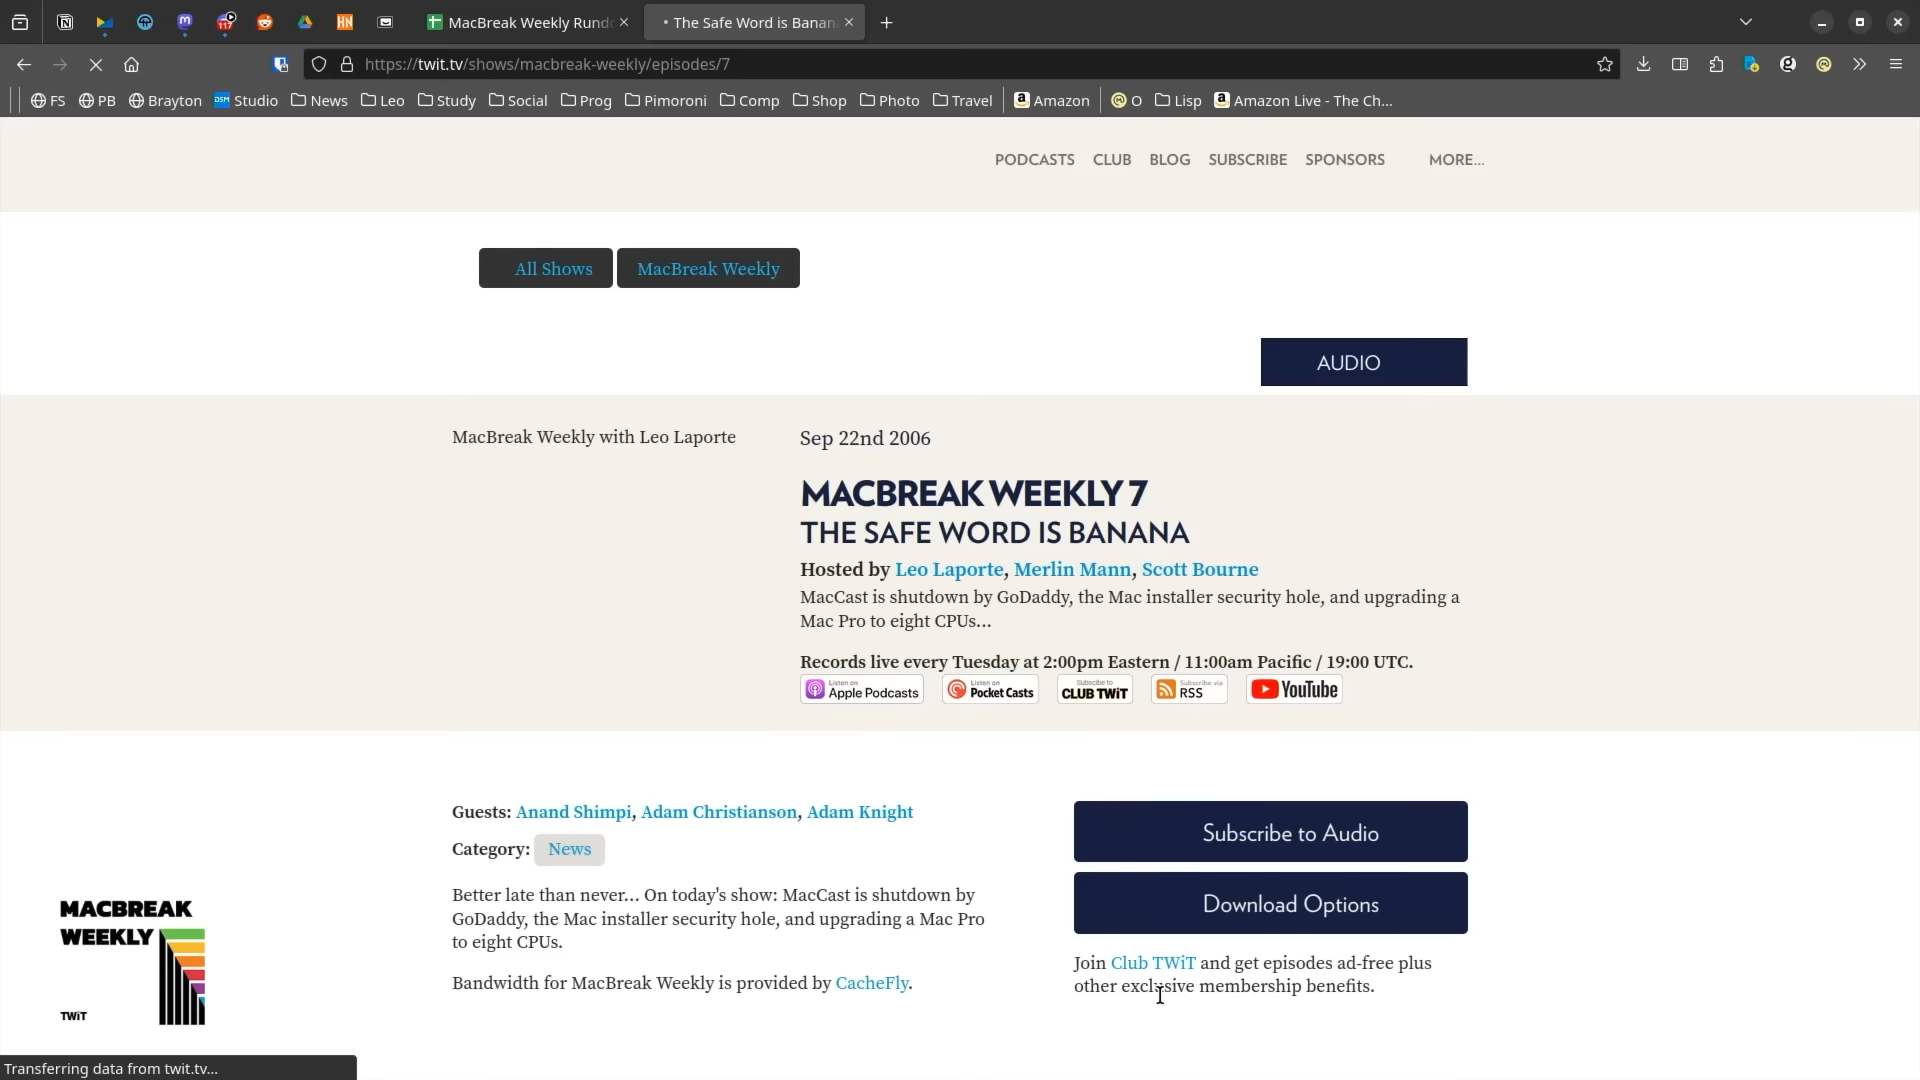 MacBreak Weekly Rund
The Safe Word is Banan
https://twit.tv/shows/macbreak-weekly/episodes/7
FS PB Brayton Studio News Leo Study Social Prog Pimoroni Comp Shop Photo Travel Amazon O Lisp Amazon Live - The Ch...
PODCASTS CLUB BLOG SUBSCRIBE SPONSORS MORE...
All Shows MacBreak Weekly
AUDIO
MacBreak Weekly with Leo Laporte
Sep 22nd 2006
MACBREAK WEEKLY 7
THE SAFE WORD IS BANANA
Hosted by Leo Laporte, Merlin Mann, Scott Bourne
MacCast is shutdown by GoDaddy, the Mac installer security hole, and upgrading a
Mac Pro to eight CPUs...
Records live every Tuesday at 2:00pm Eastern / 11:00am Pacific / 19:00 UTC.
Listen on Apple Podcasts
Listen on Pocket Casts
Subscribe to CLUB TWiT
Subscribe via RSS
YouTube
Guests: Anand Shimpi, Adam Christianson, Adam Knight
Category: News
Better late than never... On today's show: MacCast is shutdown by
GoDaddy, the Mac installer security hole, and upgrading a Mac Pro
to eight CPUs.
Bandwidth for MacBreak Weekly is provided by CacheFly.
Subscribe to Audio
Download Options
Join Club TWiT and get episodes ad-free plus
other exclusive membership benefits.
MACBREAK
WEEKLY
TWiT
Transferring data from twit.tv...